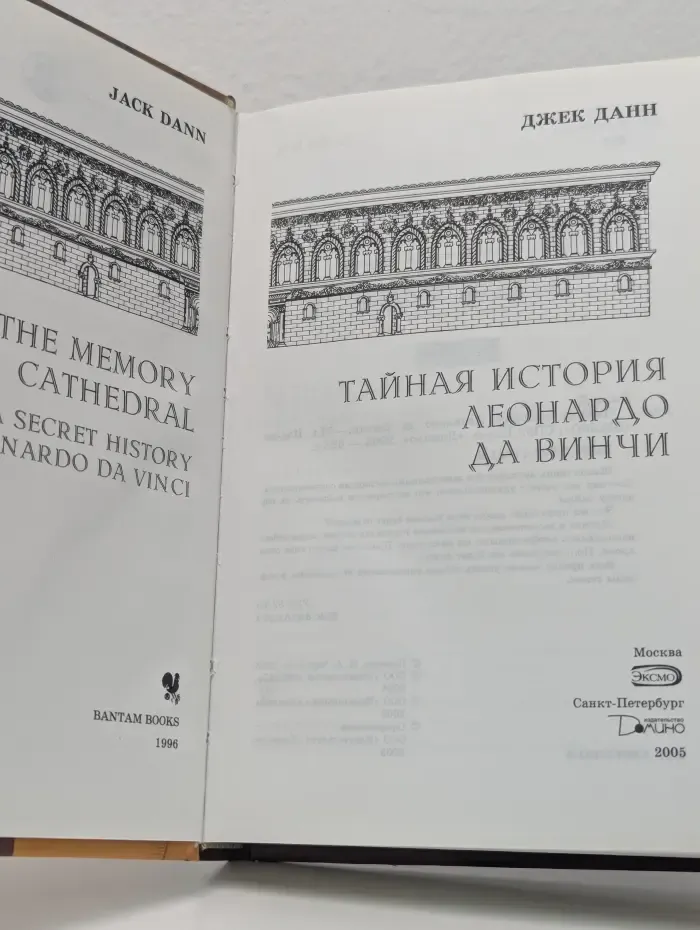 JACK DANN
THE MEMORY
CATHEDRAL
A SECRET HISTORY
NARDO DA VINCI
BANTAM BOOKS
1996
ДЖЕК ДАНН
ТАЙНАЯ ИСТОРИЯ
ЛЕОНАРДО
ДА ВИНЧИ
Москва
ЭКСМО
Санкт-Петербург
издательство
Домино
2005